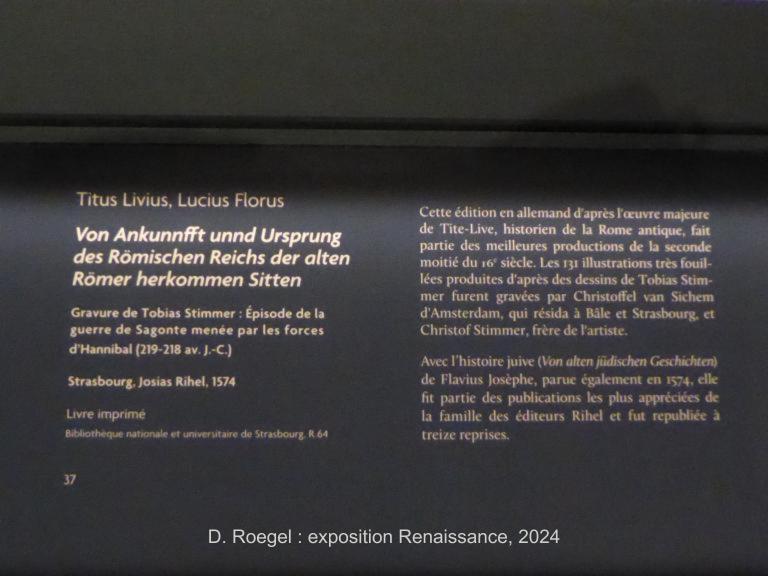 Titus Livius, Lucius Florus
Von Ankunnfft unnd Ursprung
des Römischen Reichs der alten
Römer herkommen Sitten
Gravure de Tobias Stimmer : Épisode de la
guerre de Sagonte menée par les forces
d'Hannibal (219-218 av. J.-C.)
Strasbourg, Josias Rihel, 1574
Livre imprimé
Bibliothèque nationale et universitaire de Strasbourg. R.64
37
Cette édition en allemand d'après l'œuvre majeure
de Tite-Live, historien de la Rome antique, fait
partie des meilleures productions de la seconde
moitié du 16e siècle. Les 131 illustrations très fouil-
lées produites d'après des dessins de Tobias Stim-
mer furent gravées par Christoffel van Sichem
d'Amsterdam, qui résida à Bâle et Strasbourg, et
Christof Stimmer, frère de l'artiste.
Avec l'histoire juive (Von alten jüdischen Geschichten)
de Flavius Josèphe, parue également en 1574, elle
fit partie des publications les plus appréciées de
la famille des éditeurs Rihel et fut republiée à
treize reprises.
D. Roegel : exposition Renaissance, 2024